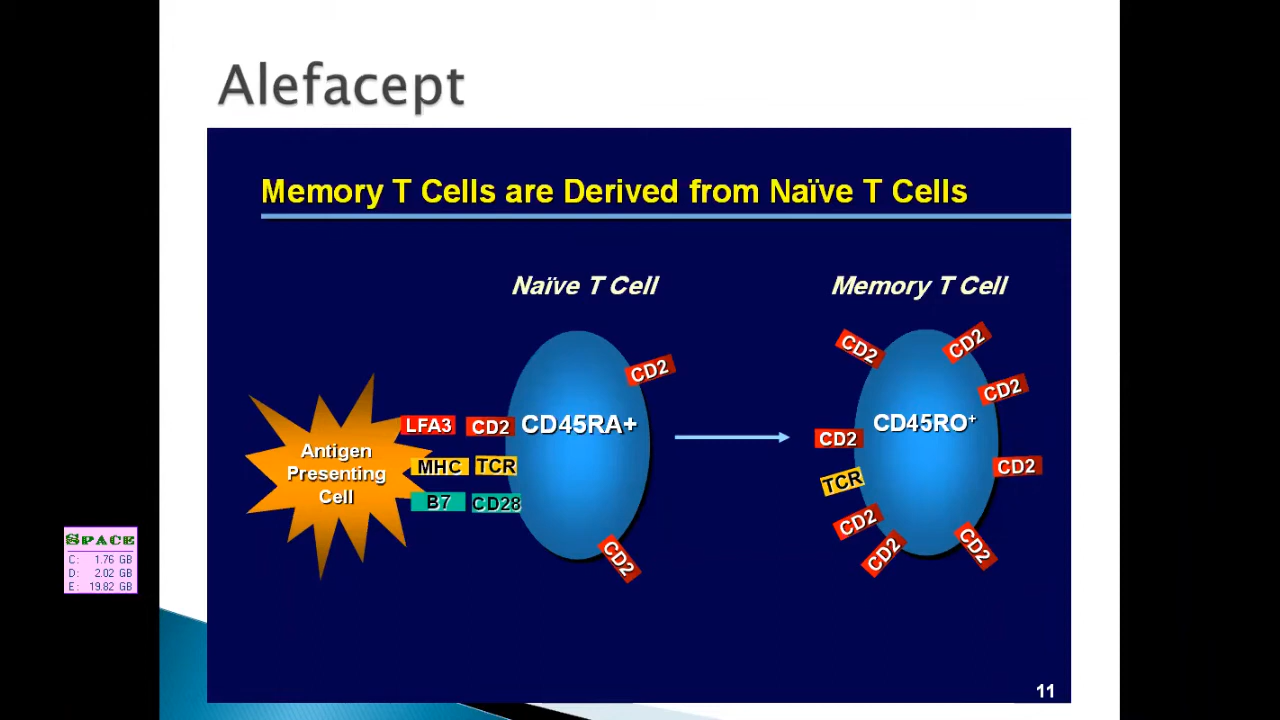 Alefacept
Memory T Cells are Derived from Naïve T Cells
Naïve T Cell
Memory T Cell
CD2
CD2
CD2
CD2
LFA3
CD2
CD45RA+
CD45RO+
CD2
Antigen
Presenting
Cell
MHC
TCR
CD2
TCR
B7
CD28
CD2
CD2
CD2
CD2
SPACE
C: 1.76 GB
D: 2.02 GB
E: 19.82 GB
11